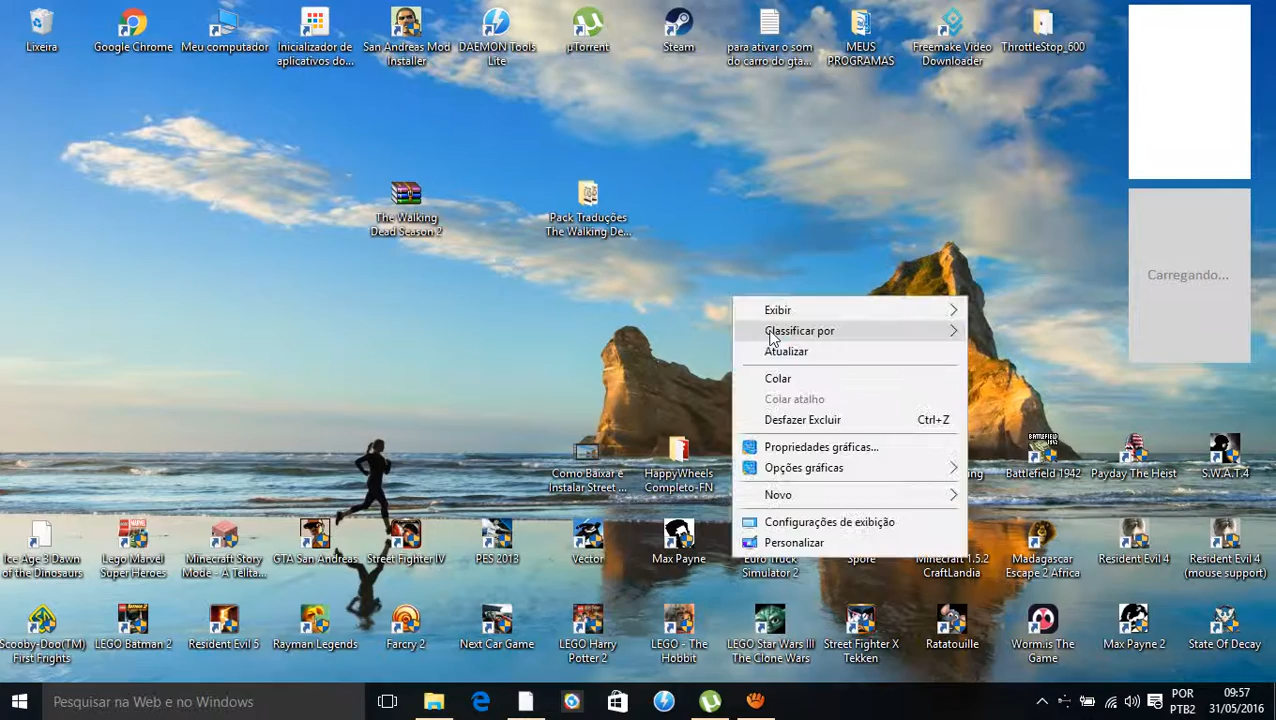 Lixeira
Google Chrome
Meu computador
Inicializador de
aplicativos do...
San Andreas Mod
Installer
DAEMON Tools
Lite
µTorrent
Steam
para ativar o som
do carro do gta...
MEUS
PROGRAMAS
Freemake Video
Downloader
ThrottleStop_600
The Walking
Dead Season 2
Pack Traduções
The Walking De...
Carregando...
Exibir
Classificar por
Atualizar
Colar
Colar atalho
Desfazer Excluir Ctrl+Z
Propriedades gráficas...
Opções gráficas
Novo
Configurações de exibição
Personalizar
Como Baixar e
Instalar Street ...
HappyWheels
Completo-FN
Battlefield 1942
Payday The Heist
S.W.A.T.4
Ice Age 3 Dawn
of the Dinosaurs
Lego Marvel
Super Heroes
Minecraft Story
Mode - A Tellta...
GTA San Andreas
Street Fighter IV
PES 2013
Vector
Max Payne
Euro Truck
Simulator 2
Spore
Minecraft 1.5.2
CraftLandia
Madagascar
Escape 2 Africa
Resident Evil 4
Resident Evil 4
(mouse support)
Scooby-Doo(TM)
First Frights
LEGO Batman 2
Resident Evil 5
Rayman Legends
Farcry 2
Next Car Game
LEGO Harry
Potter 2
LEGO - The
Hobbit
LEGO Star Wars III
The Clone Wars
Street Fighter X
Tekken
Ratatouille
Worm.is The
Game
Max Payne 2
State Of Decay
Pesquisar na Web e no Windows
POR
PTB2
09:57
31/05/2016